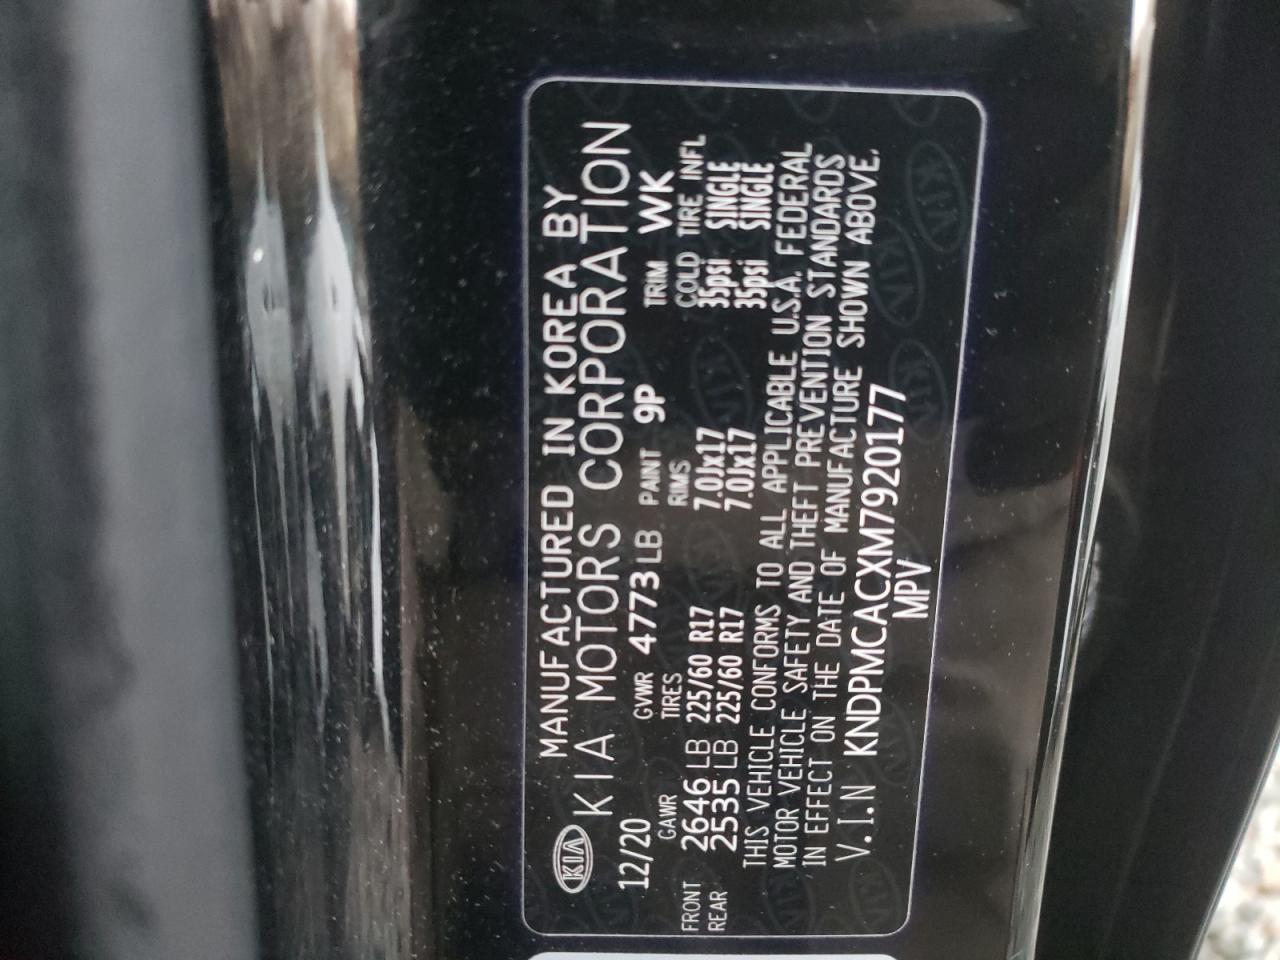 MANUFACTURED IN KOREA BY
KIA KIA MOTORS CORPORATION
12/20 GVWR 4773 LB PAINT 9P TRIM WK
GAWR TIRES RIMS COLD TIRE INFL
FRONT 2646 LB 225/60 R17 7.0Jx17 35psi SINGLE
REAR 2535 LB 225/60 R17 7.0Jx17 35psi SINGLE
THIS VEHICLE CONFORMS TO ALL APPLICABLE U.S.A. FEDERAL
MOTOR VEHICLE SAFETY AND THEFT PREVENTION STANDARDS
IN EFFECT ON THE DATE OF MANUFACTURE SHOWN ABOVE.
V.I.N KNDPMCACXM7920177
MPV